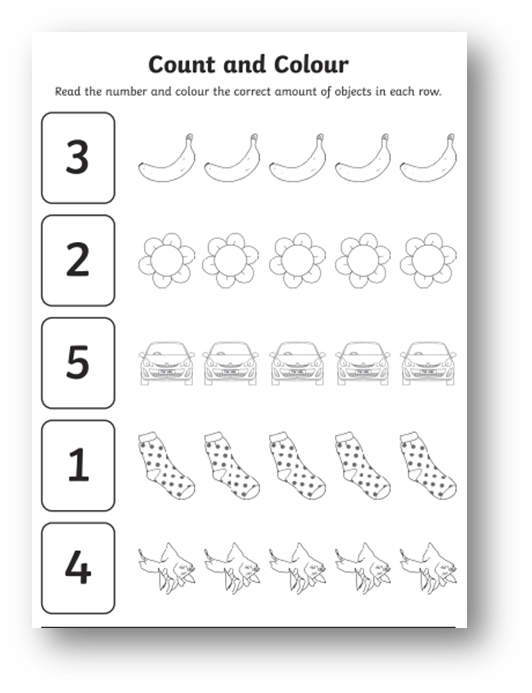 Count and Colour
Read the number and colour the correct amount of objects in each row.
3
2
5
1
4